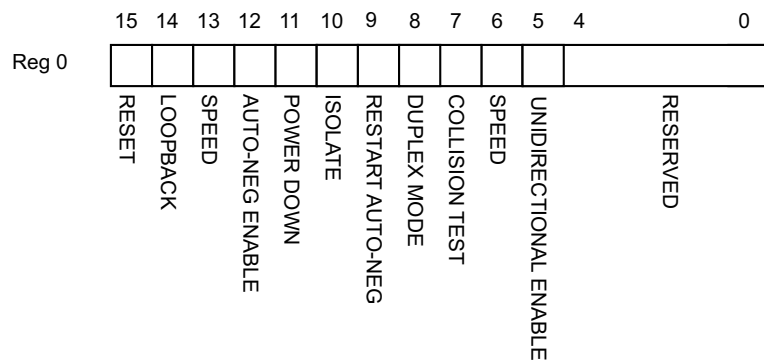 15 14 13 12 11 10 9 8 7 6 5 4 0
Reg 0
RESET
LOOPBACK
SPEED
AUTO-NEG ENABLE
POWER DOWN
ISOLATE
RESTART AUTO-NEG
DUPLEX MODE
COLLISION TEST
SPEED
UNIDIRECTIONAL ENABLE
RESERVED